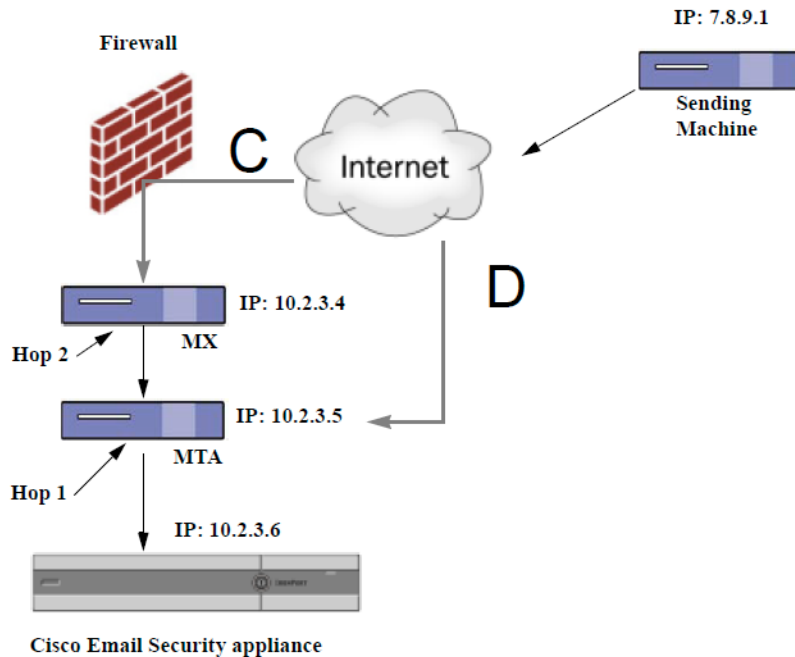 IP: 7.8.9.1
Firewall
Sending
Machine
C
Internet
D
IP: 10.2.3.4
MX
Hop 2
IP: 10.2.3.5
MTA
Hop 1
IP: 10.2.3.6
Cisco Email Security appliance